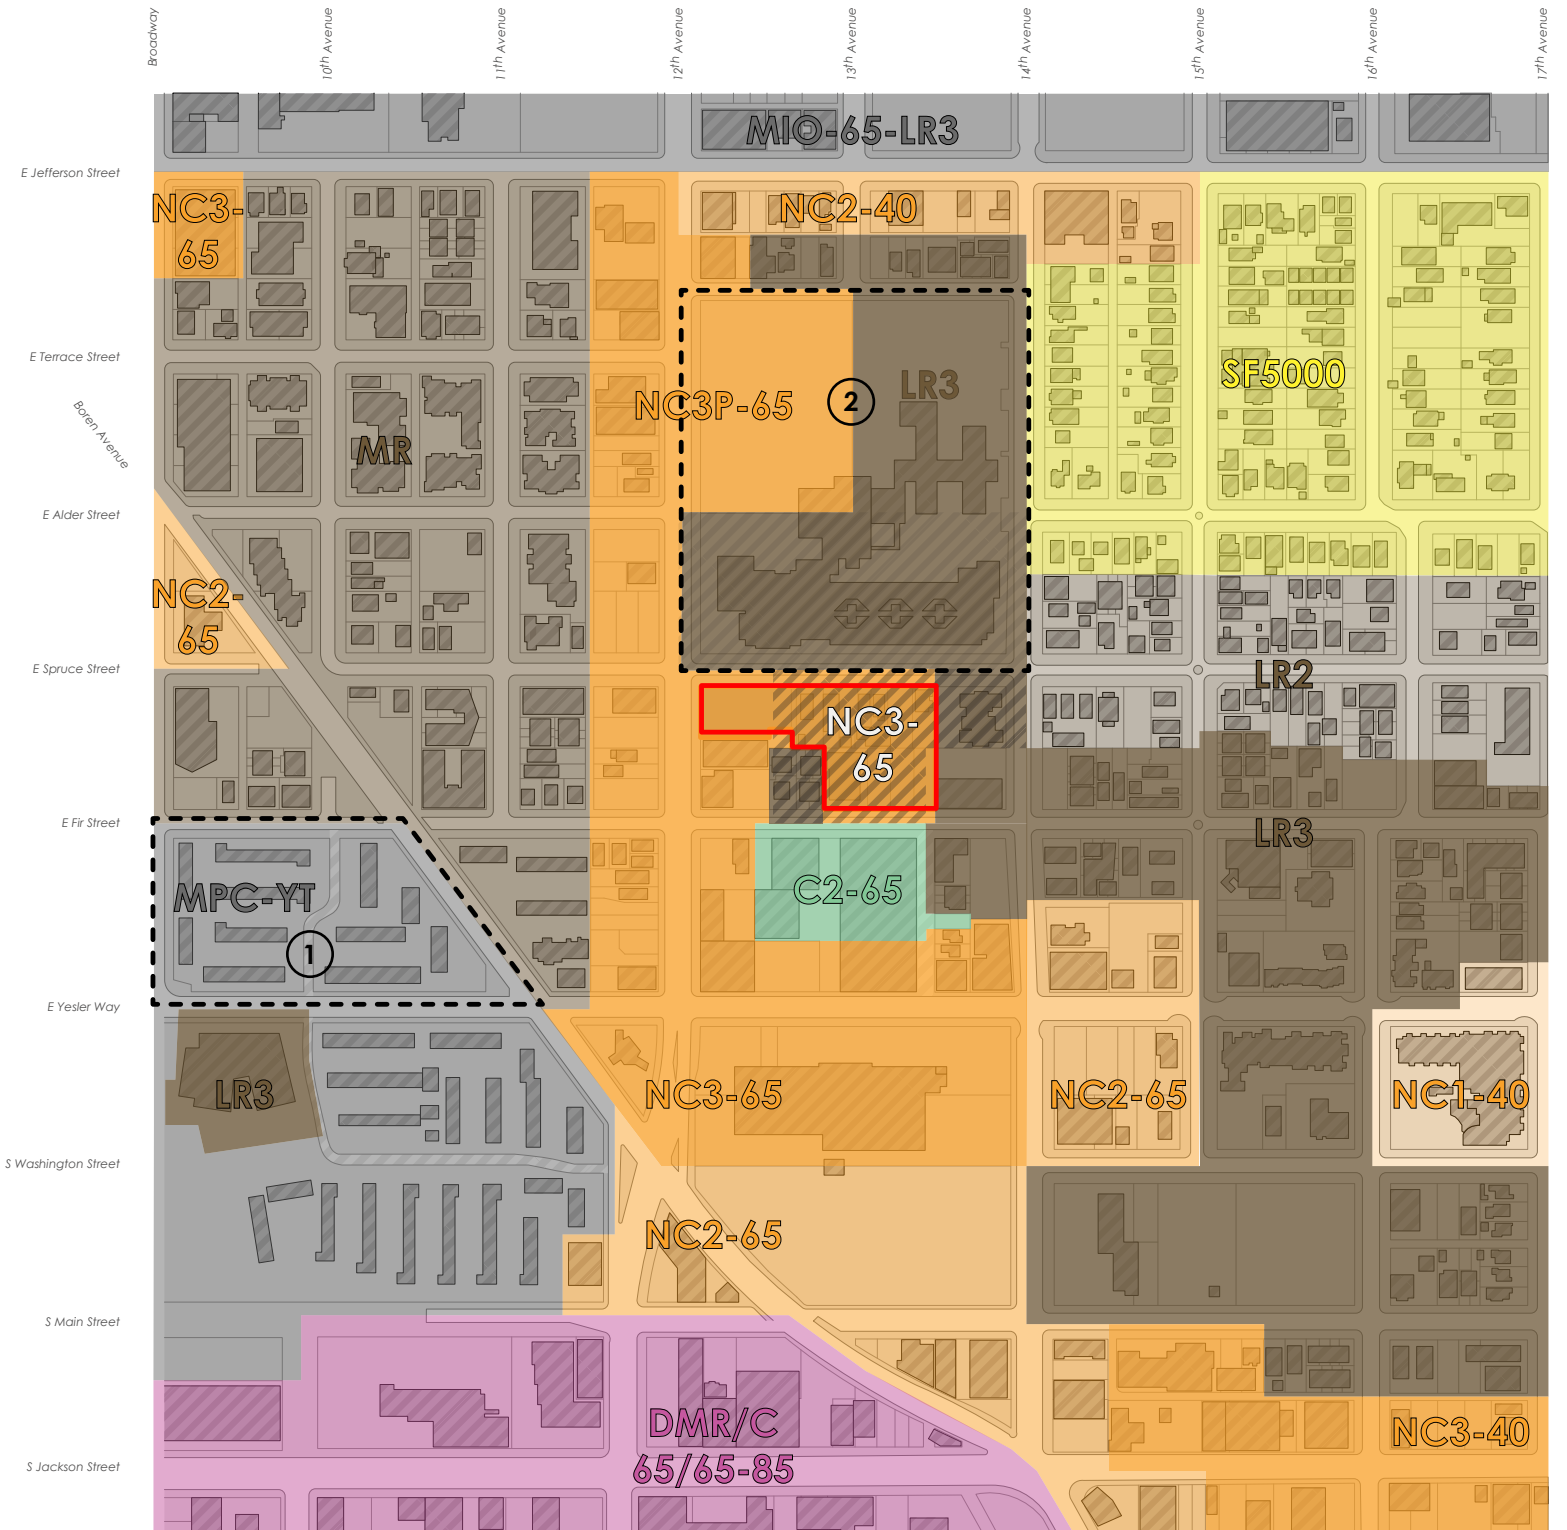 Broadway
10th Avenue
11th Avenue
12th Avenue
13th Avenue
14th Avenue
15th Avenue
16th Avenue
17th Avenue
MIO-65-LR3
E Jefferson Street
NC3-
65
NC2-40
E Terrace Street
SF5000
LR3
NC3P-65
2
Boren Avenue
MR
E Alder Street
NC2-
65
E Spruce Street
LR2
NC3-
65
E Fir Street
LR3
MPC-YT
C2-65
1
E Yesler Way
LR3
NC3-65
NC2-65
NC1-40
S Washington Street
NC2-65
S Main Street
DMR/C
65/65-85
NC3-40
S Jackson Street